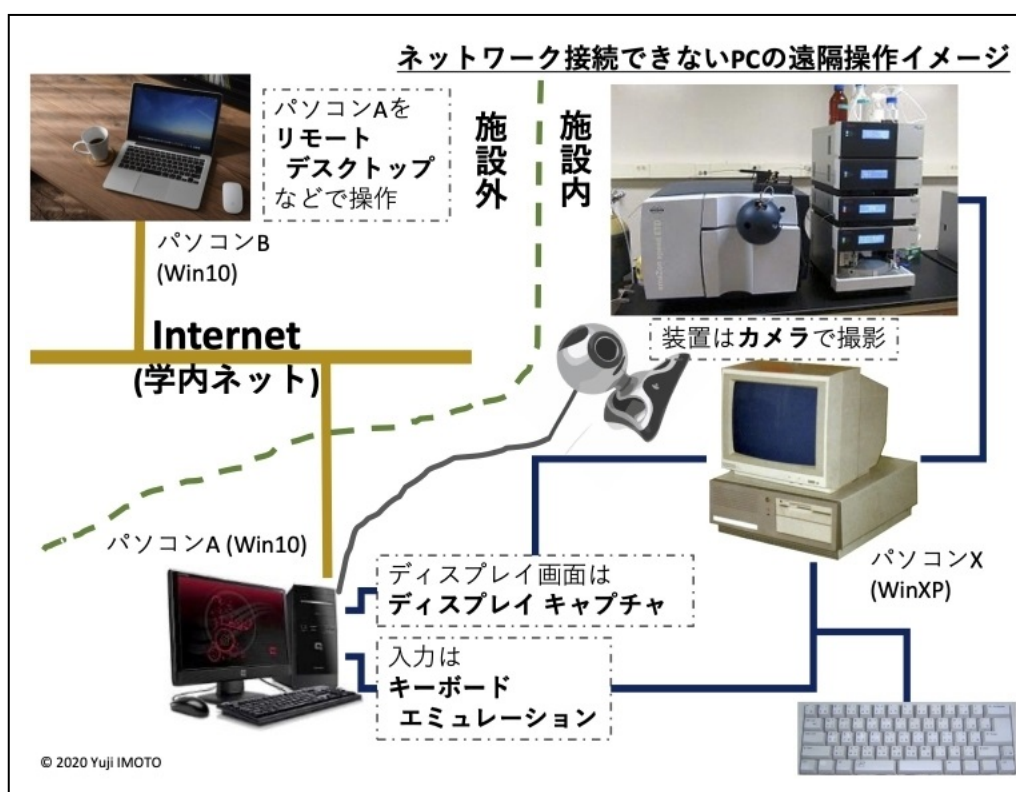 ネットワーク接続できないPCの遠隔操作イメージ
パソコンAを
リモート
デスクトップ
などで操作
施設外
施設内
パソコンB
(Win10)
Internet
(学内ネット)
装置はカメラで撮影
パソコンA (Win10)
ディスプレイ画面は
ディスプレイ キャプチャ
パソコンX
(WinXP)
入力は
キーボード
エミュレーション
© 2020 Yuji IMOTO